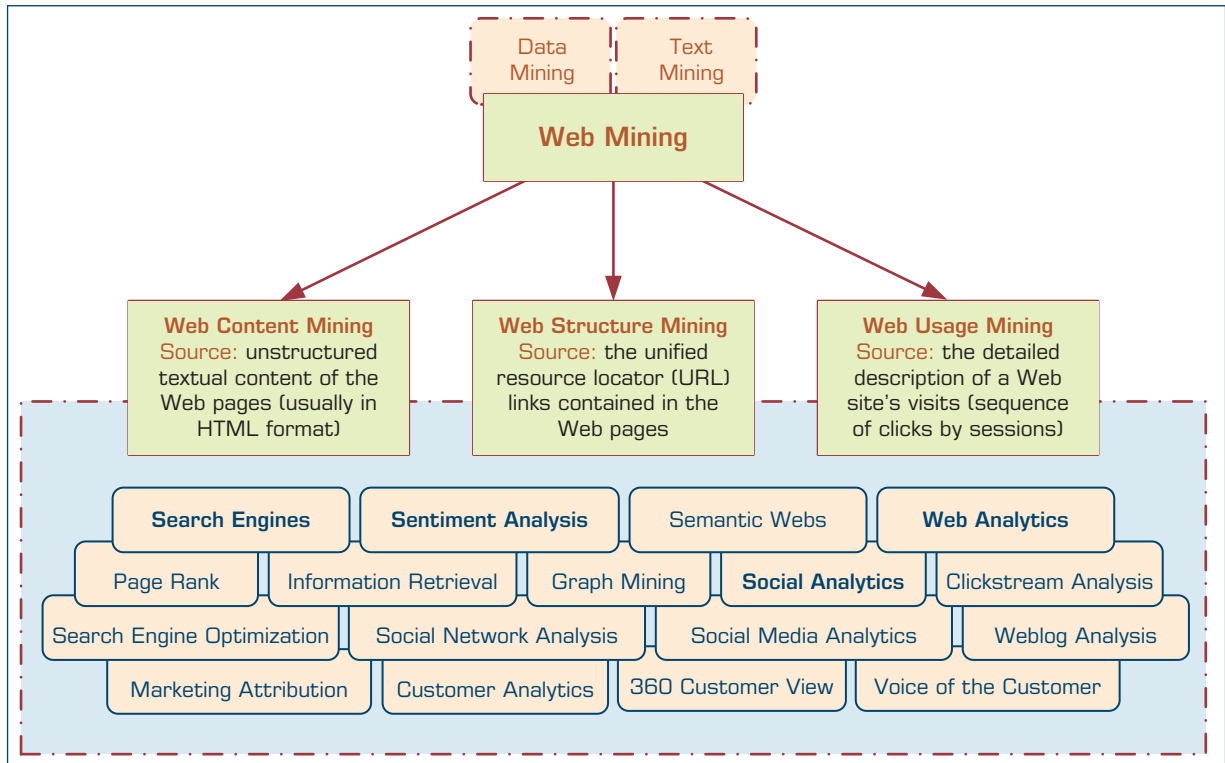 Data
Mining
Text
Mining
Web Mining
Web Content Mining
Source: unstructured
textual content of the
Web pages (usually in
HTML format)
Web Structure Mining
Source: the unified
resource locator (URL)
links contained in the
Web pages
Web Usage Mining
Source: the detailed
description of a Web
site's visits (sequence
of clicks by sessions)
Search Engines
Sentiment Analysis
Semantic Webs
Web Analytics
Page Rank
Information Retrieval
Graph Mining
Social Analytics
Clickstream Analysis
Search Engine Optimization
Social Network Analysis
Social Media Analytics
Weblog Analysis
Marketing Attribution
Customer Analytics
360 Customer View
Voice of the Customer